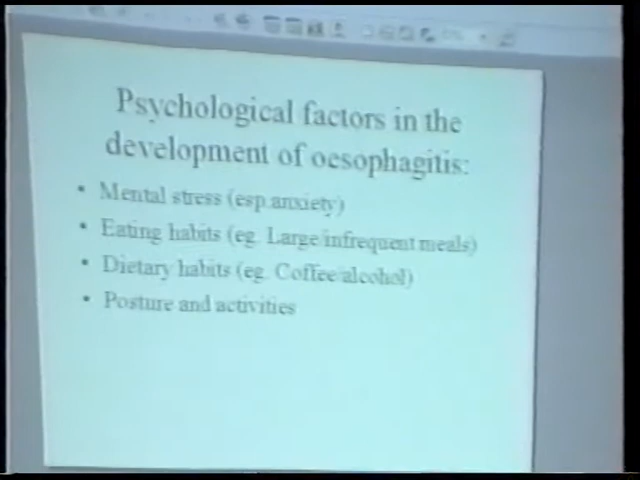 Psychological factors in the
development of oesophagitis:
• Mental stress (esp anxiety)
• Eating habits (eg. Large/infrequent meals)
• Dietary habits (eg. Coffee/alcohol)
• Posture and activities